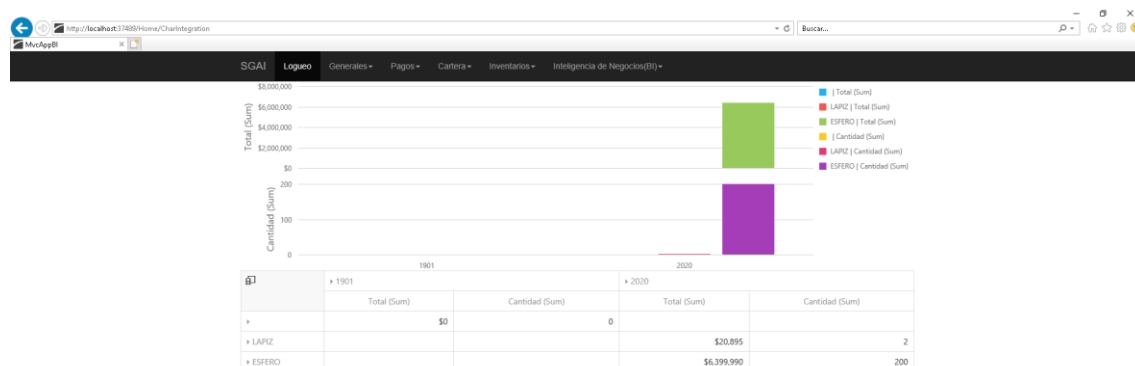 http://localhost:37489/Home/CharIntegration
Buscar...
MvcAppBI
SGAI Logueo Generales Pagos Cartera Inventarios Inteligencia de Negocios(BI)
Total (Sum)
$8,000,000
$6,000,000
$4,000,000
$2,000,000
$0
Cantidad (Sum)
200
100
0
1901 2020
| Total (Sum)
LAPIZ | Total (Sum)
ESFERO | Total (Sum)
| Cantidad (Sum)
LAPIZ | Cantidad (Sum)
ESFERO | Cantidad (Sum)
1901 2020
Total (Sum) Cantidad (Sum) Total (Sum) Cantidad (Sum)
$0 0
LAPIZ $20,895 2
ESFERO $6,399,990 200